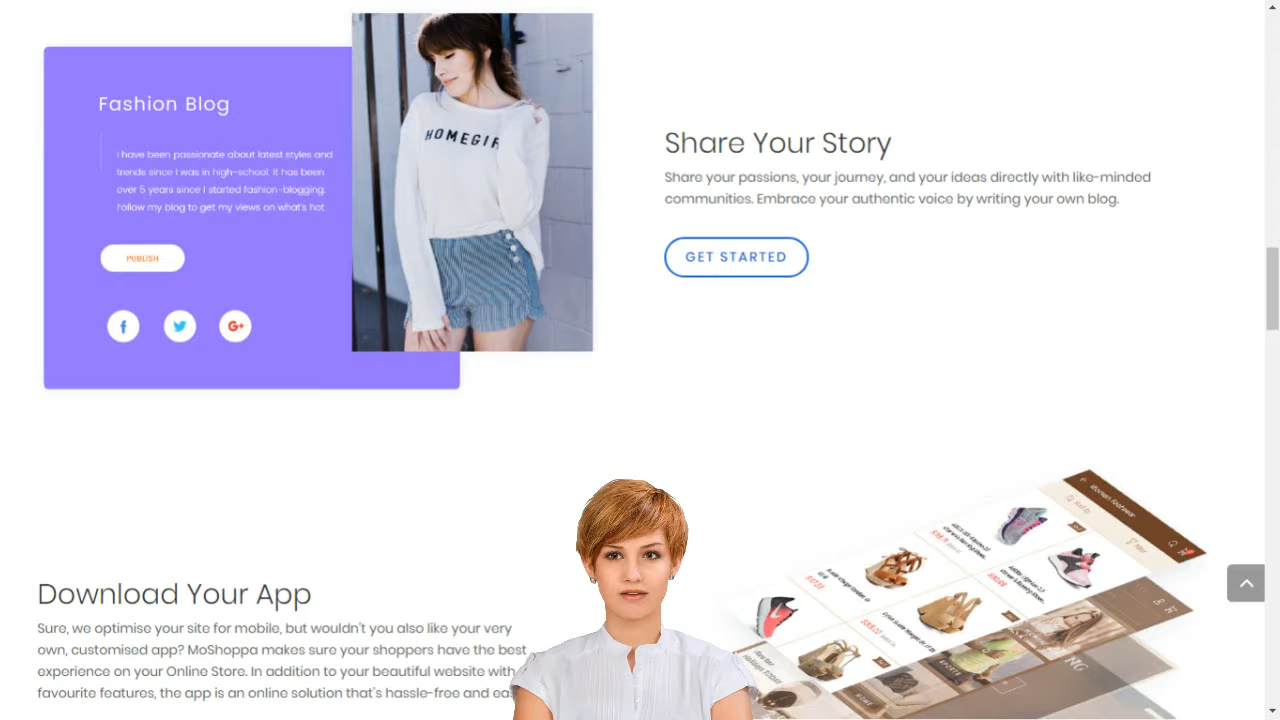 Fashion Blog
I have been passionate about latest styles and
trends since I was in high-school. It has been
over 5 years since I started fashion-blogging.
Follow my blog to get my views on what's hot.
PUBLISH
HOMEGIR
Share Your Story
Share your passions, your journey, and your ideas directly with like-minded
communities. Embrace your authentic voice by writing your own blog.
GET STARTED
Download Your App
Sure, we optimise your site for mobile, but wouldn't you also like your very
own, customised app? MoShoppa makes sure your shoppers have the best
experience on your Online Store. In addition to your beautiful website with
favourite features, the app is an online solution that's hassle-free and
Women Footwear
Sort By
Filter